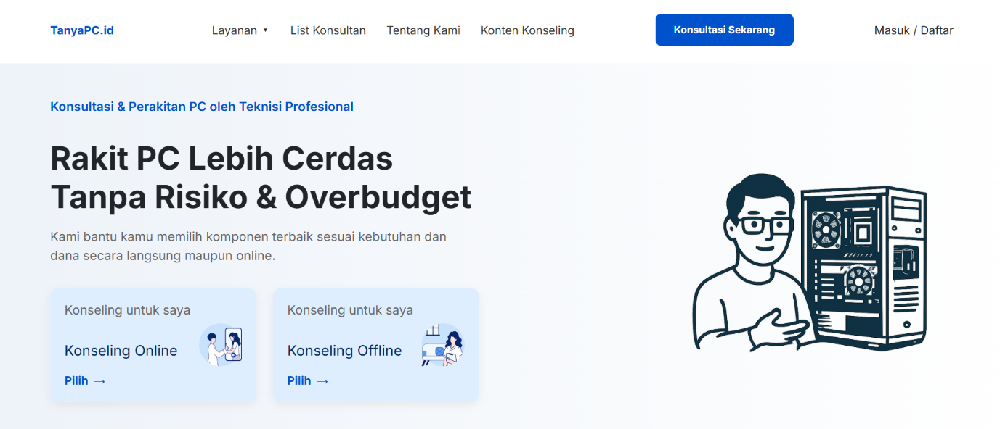 TanyaPC.id
Layanan ▼
List Konsultan
Tentang Kami
Konten Konseling
Konsultasi Sekarang
Masuk / Daftar
Konsultasi & Perakitan PC oleh Teknisi Profesional
Rakit PC Lebih Cerdas
Tanpa Risiko & Overbudget
Kami bantu kamu memilih komponen terbaik sesuai kebutuhan dan
dana secara langsung maupun online.
Konseling untuk saya
Konseling Online
Pilih →
Konseling untuk saya
Konseling Offline
Pilih →